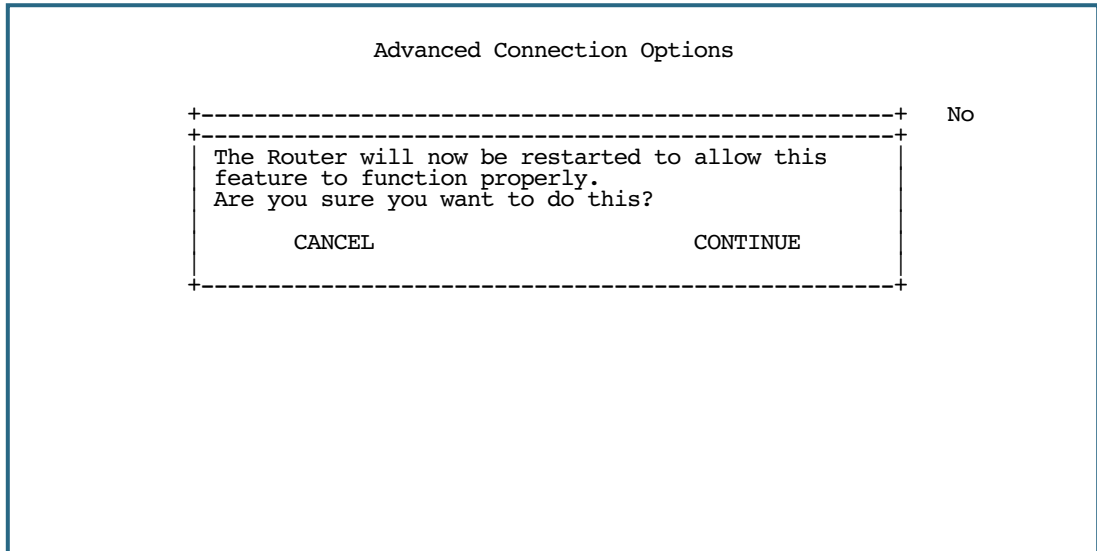 Advanced Connection Options
+----------------------------------------------------+ No
+----------------------------------------------------+
| The Router will now be restarted to allow this |
| feature to function properly. |
| Are you sure you want to do this? |
| CANCEL CONTINUE |
+----------------------------------------------------+